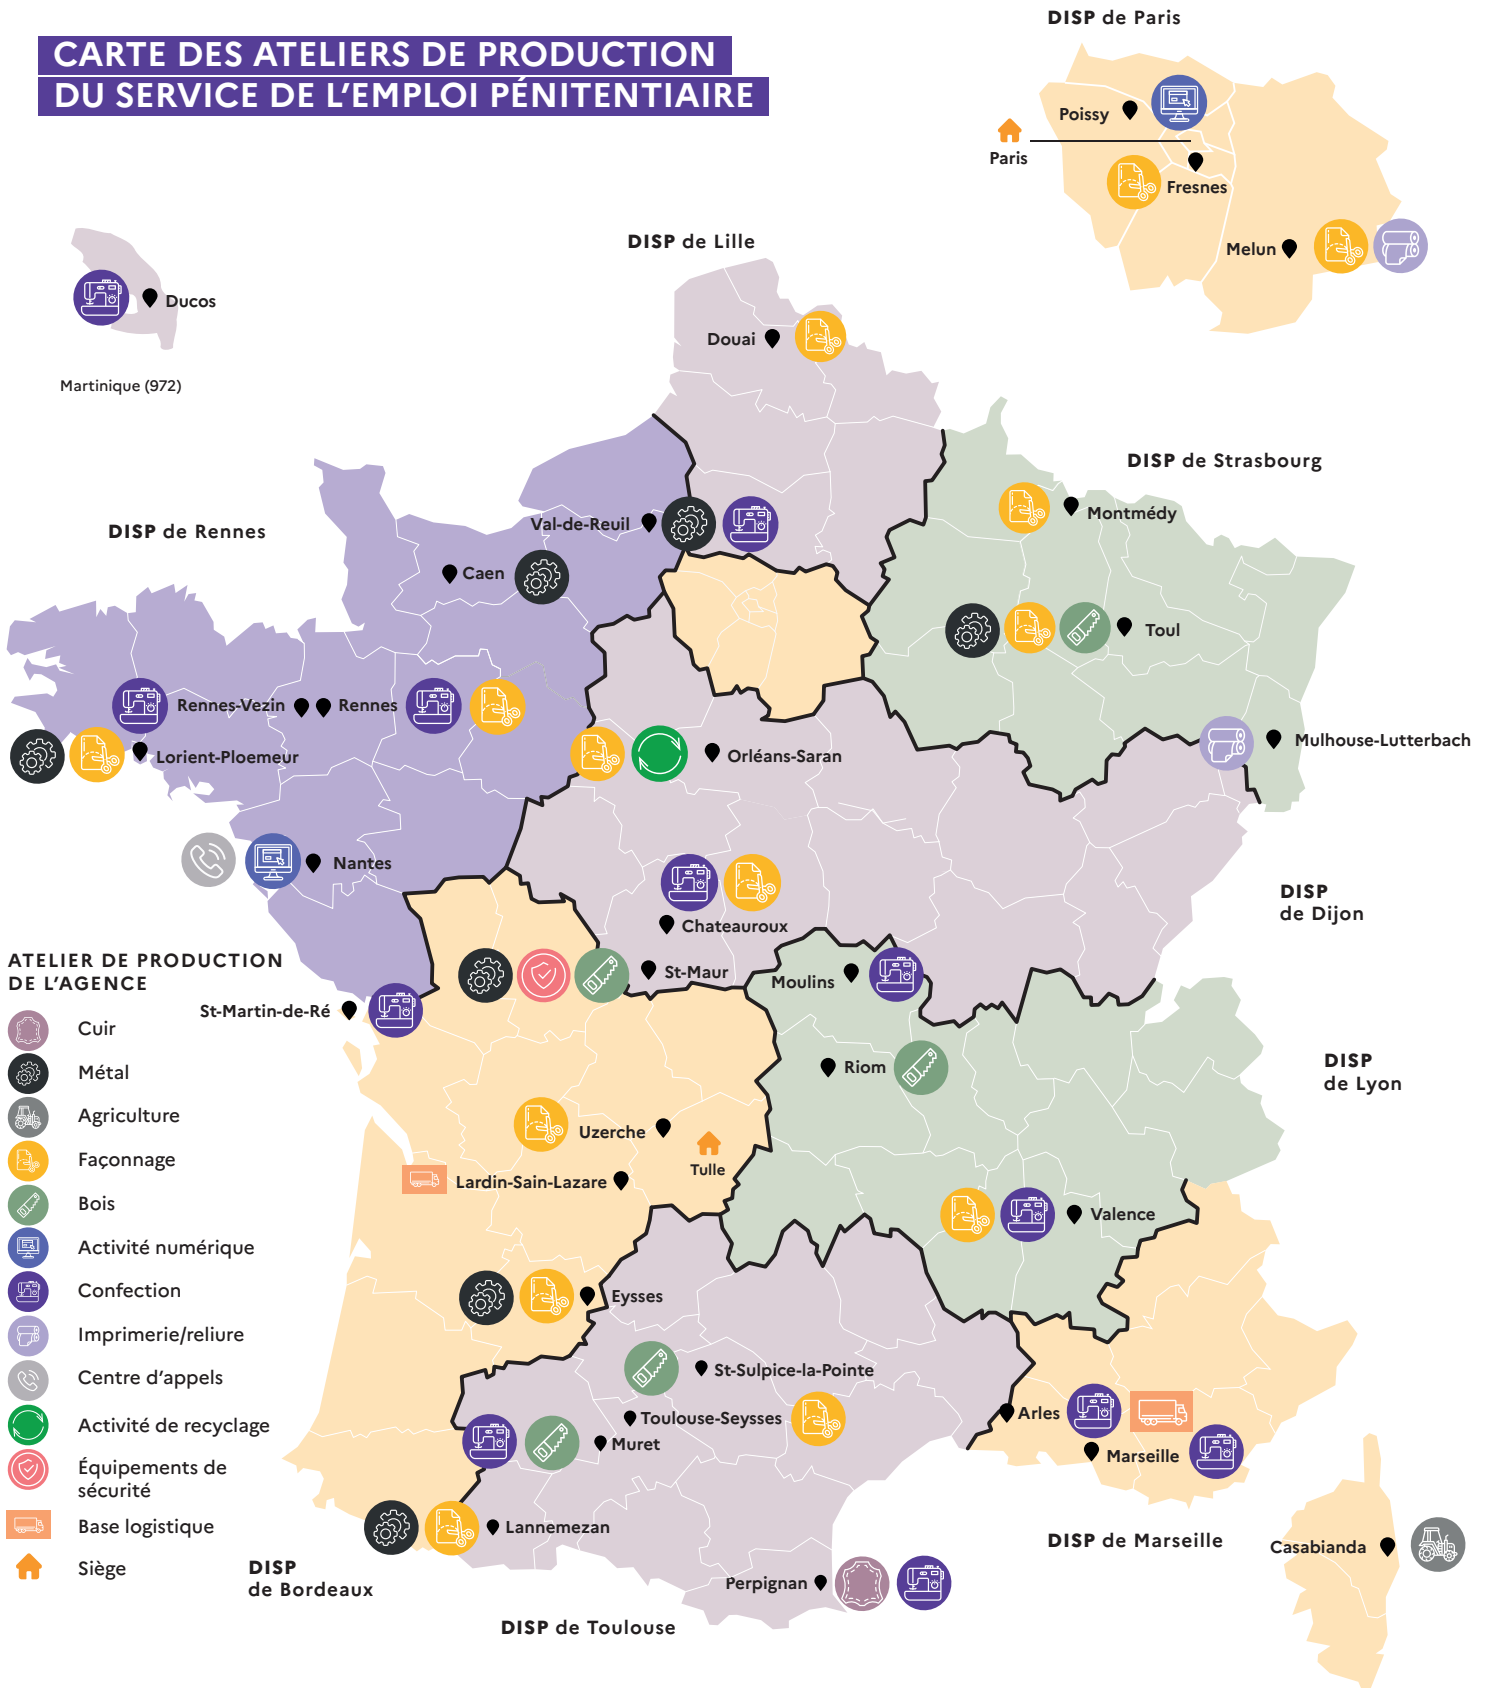 CARTE DES ATELIERS DE PRODUCTION
DU SERVICE DE L'EMPLOI PÉNITENTIAIRE
DISP de Paris
Poissy
Paris
Fresnes
Melun
DISP de Lille
Ducos
Martinique (972)
Douai
DISP de Strasbourg
Montmédy
DISP de Rennes
Val-de-Reuil
Caen
Toul
Rennes-Vezin
Rennes
Lorient-Ploemeur
Orléans-Saran
Mulhouse-Lutterbach
Nantes
Chateauroux
DISP
de Dijon
St-Maur
Moulins
St-Martin-de-Ré
Riom
DISP
de Lyon
Uzerche
Tulle
Lardin-Sain-Lazare
Valence
Eysses
St-Sulpice-la-Pointe
Toulouse-Seysses
Muret
Arles
Marseille
Lannemezan
DISP de Marseille
Casabianda
Perpignan
DISP
de Bordeaux
DISP de Toulouse
ATELIER DE PRODUCTION
DE L'AGENCE
Cuir
Métal
Agriculture
Façonnage
Bois
Activité numérique
Confection
Imprimerie/reliure
Centre d'appels
Activité de recyclage
Équipements de
sécurité
Base logistique
Siège